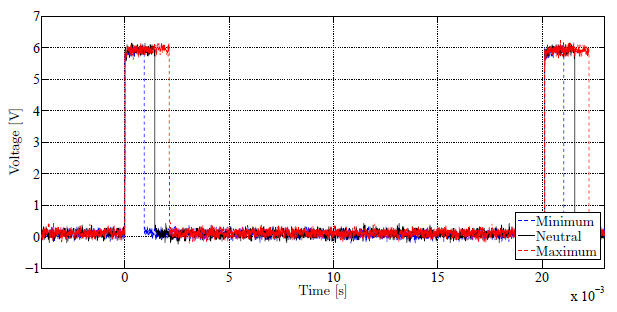 7
6
5
4
3
2
1
0
−1
Voltage [V]
0 5 10 15 20
Time [s]
x 10⁻³
Minimum
Neutral
Maximum